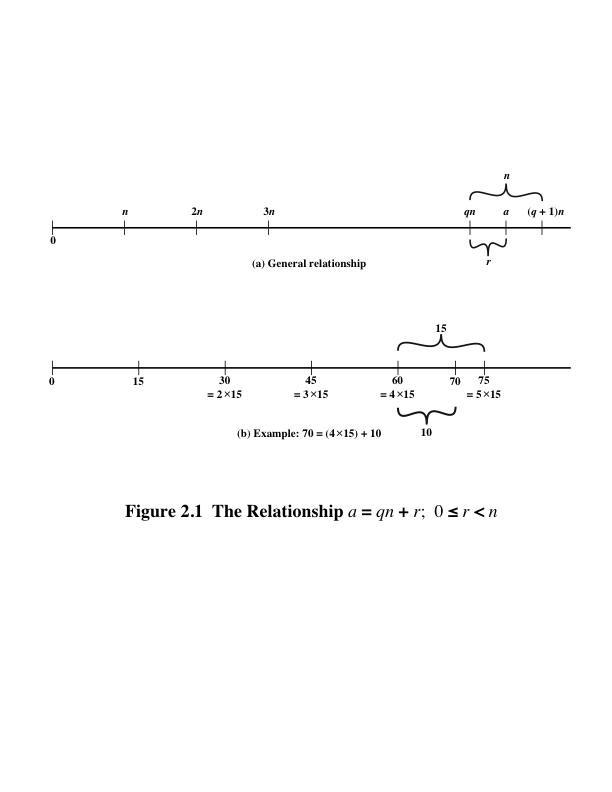 n
n 2n 3n qn a (q + 1)n
0
r
(a) General relationship
15
0 15 30 45 60 70 75
= 2×15 = 3×15 = 4×15 = 5×15
10
(b) Example: 70 = (4×15) + 10
Figure 2.1 The Relationship a = qn + r; 0 ≤ r < n